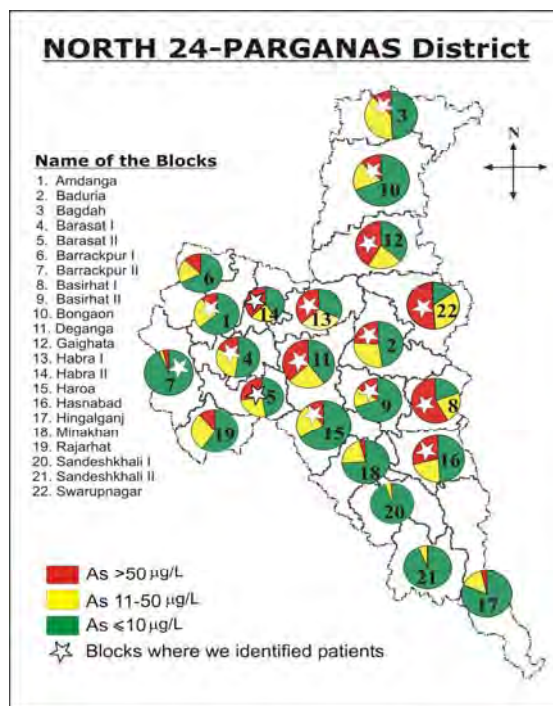 NORTH 24-PARGANAS District
N
Name of the Blocks
1. Amdanga
2. Baduria
3. Bagdah
4. Barasat I
5. Barasat II
6. Barrackpur I
7. Barrackpur II
8. Basirhat I
9. Basirhat II
10. Bongaon
11. Deganga
12. Gaighata
13. Habra I
14. Habra II
15. Haroa
16. Hasnabad
17. Hingalganj
18. Minakhan
19. Rajarhat
20. Sandeshkhali I
21. Sandeshkhali II
22. Swarupnagar
3
10
12
6
1
14
13
22
2
7
4
11
5
9
8
19
15
18
16
20
21
17
As >50 µg/L
As 11-50 µg/L
As ⩽10 µg/L
Blocks where we identified patients